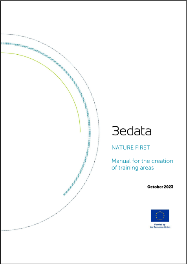 3edata
NATURE FIRST
Manual for the creation
of training areas
October 2023